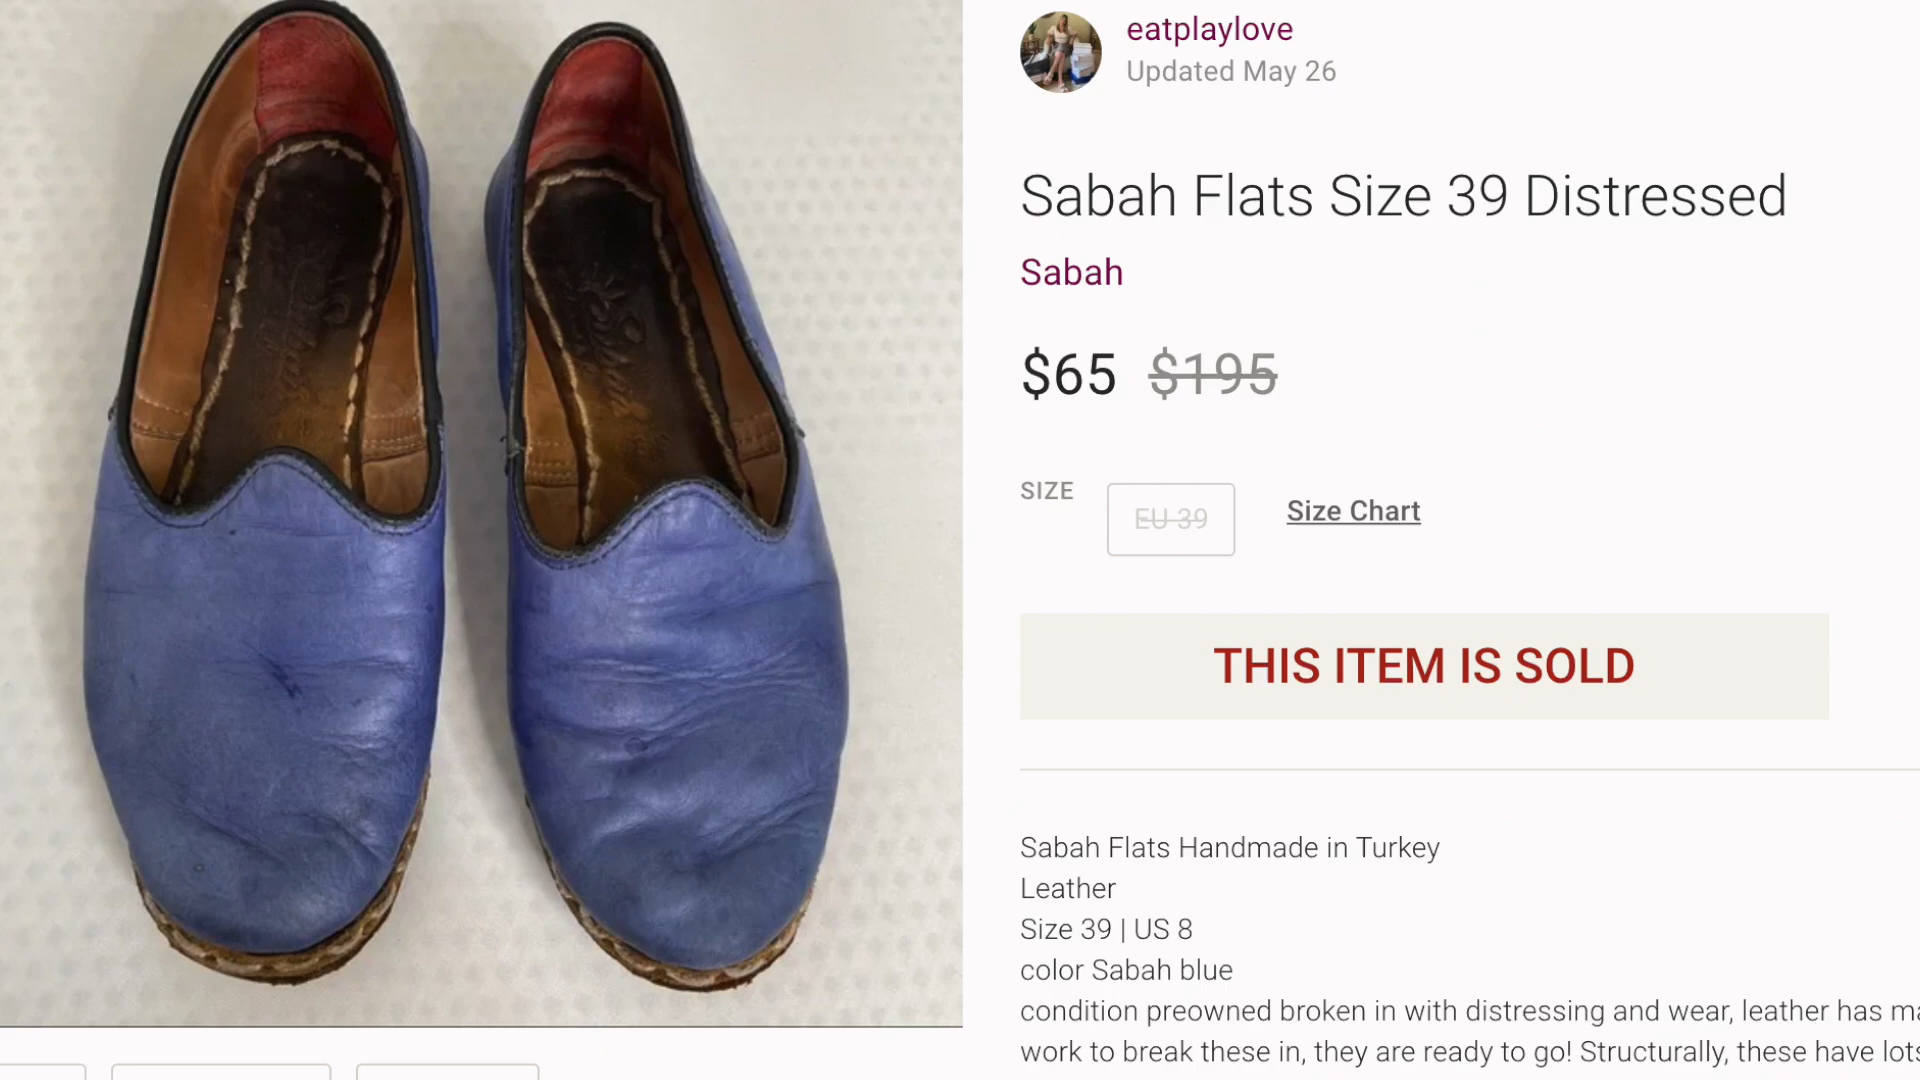 eatplaylove
Updated May 26
Sabah Flats Size 39 Distressed
Sabah
$65 $195
SIZE
EU 39
Size Chart
THIS ITEM IS SOLD
Sabah Flats Handmade in Turkey
Leather
Size 39 | US 8
color Sabah blue
condition preowned broken in with distressing and wear, leather has
work to break these in, they are ready to go! Structurally, these have lots